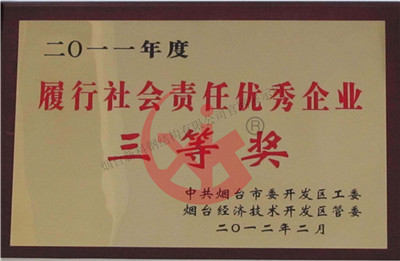 二〇一一年度
履行社会责任优秀企业
三等奖
®
中共烟台市委开发区工委
烟台经济技术开发区管委
二〇一二年二月